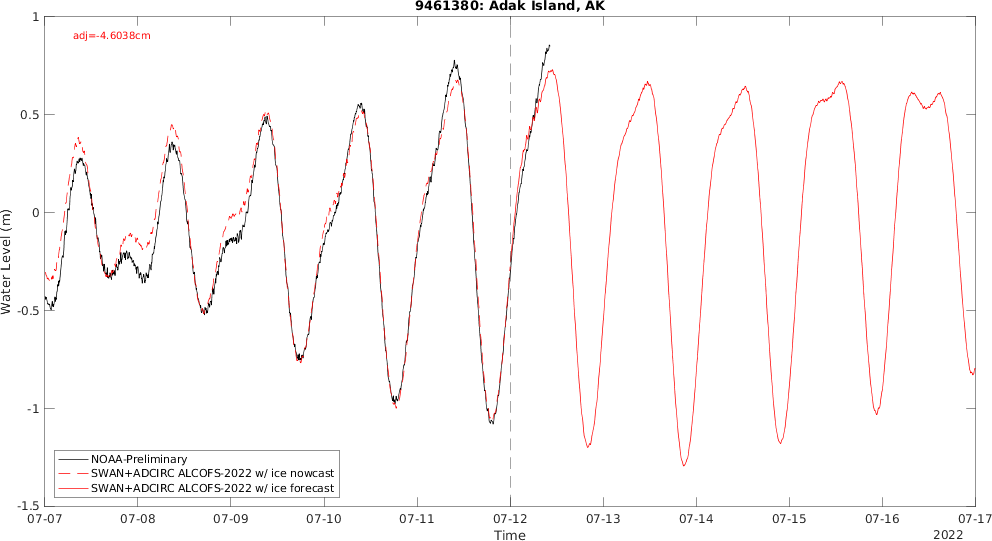 9461380: Adak Island, AK
adj=-4.6038cm
1
0.5
0
-0.5
-1
-1.5
Water Level (m)
NOAA-Preliminary
SWAN+ADCIRC ALCOFS-2022 w/ ice nowcast
SWAN+ADCIRC ALCOFS-2022 w/ ice forecast
07-07 07-08 07-09 07-10 07-11 07-12 07-13 07-14 07-15 07-16 07-17
Time
2022